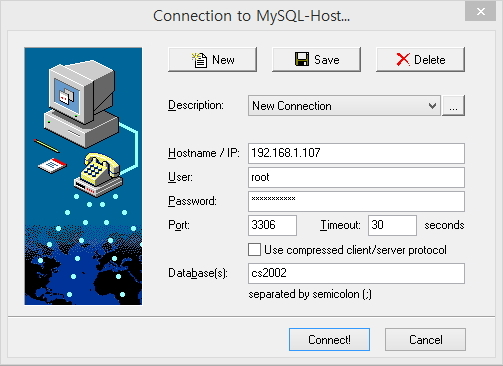 Connection to MySQL-Host...
New Save Delete
Description: New Connection ...
Hostname / IP: 192.168.1.107
User: root
Password: ***********
Port: 3306 Timeout: 30 seconds
Use compressed client/server protocol
Database(s): cs2002
separated by semicolon (;)
Connect! Cancel